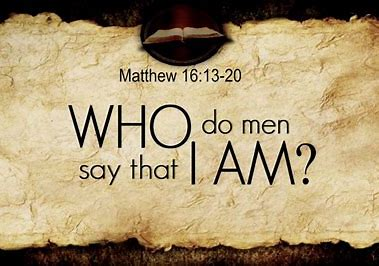 Matthew 16:13-20
WHO do men
say that I AM?